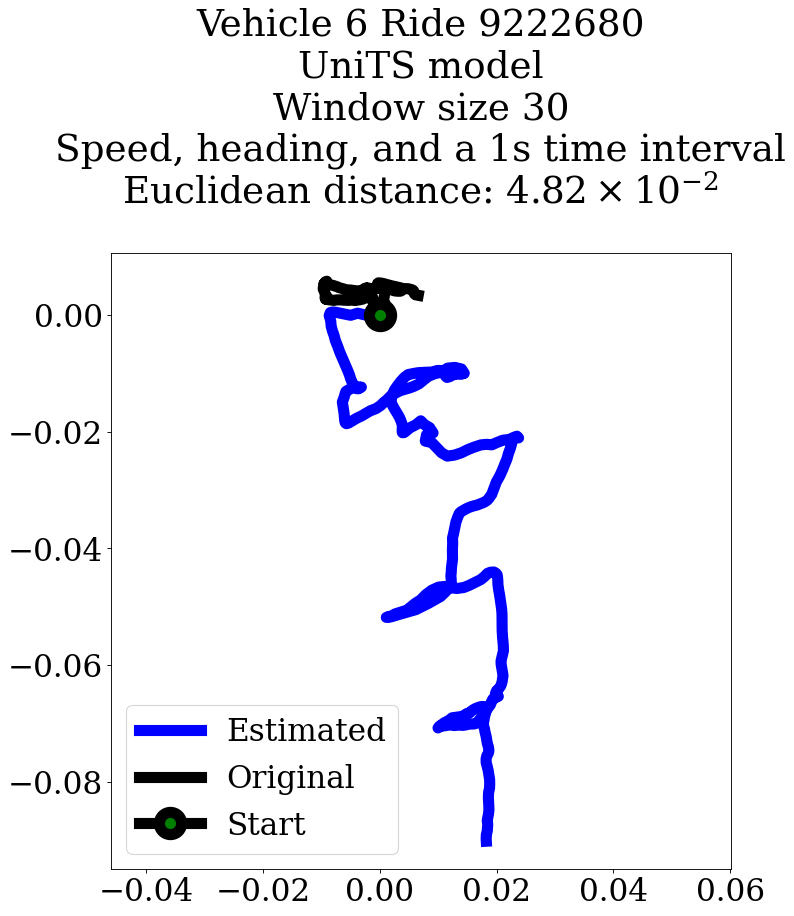 Vehicle 6 Ride 9222680
UniTS model
Window size 30
Speed, heading, and a 1s time interval
Euclidean distance: 4.82 × 10⁻²
0.00
−0.02
−0.04
−0.06
−0.08
Estimated
Original
Start
−0.04 −0.02 0.00 0.02 0.04 0.06